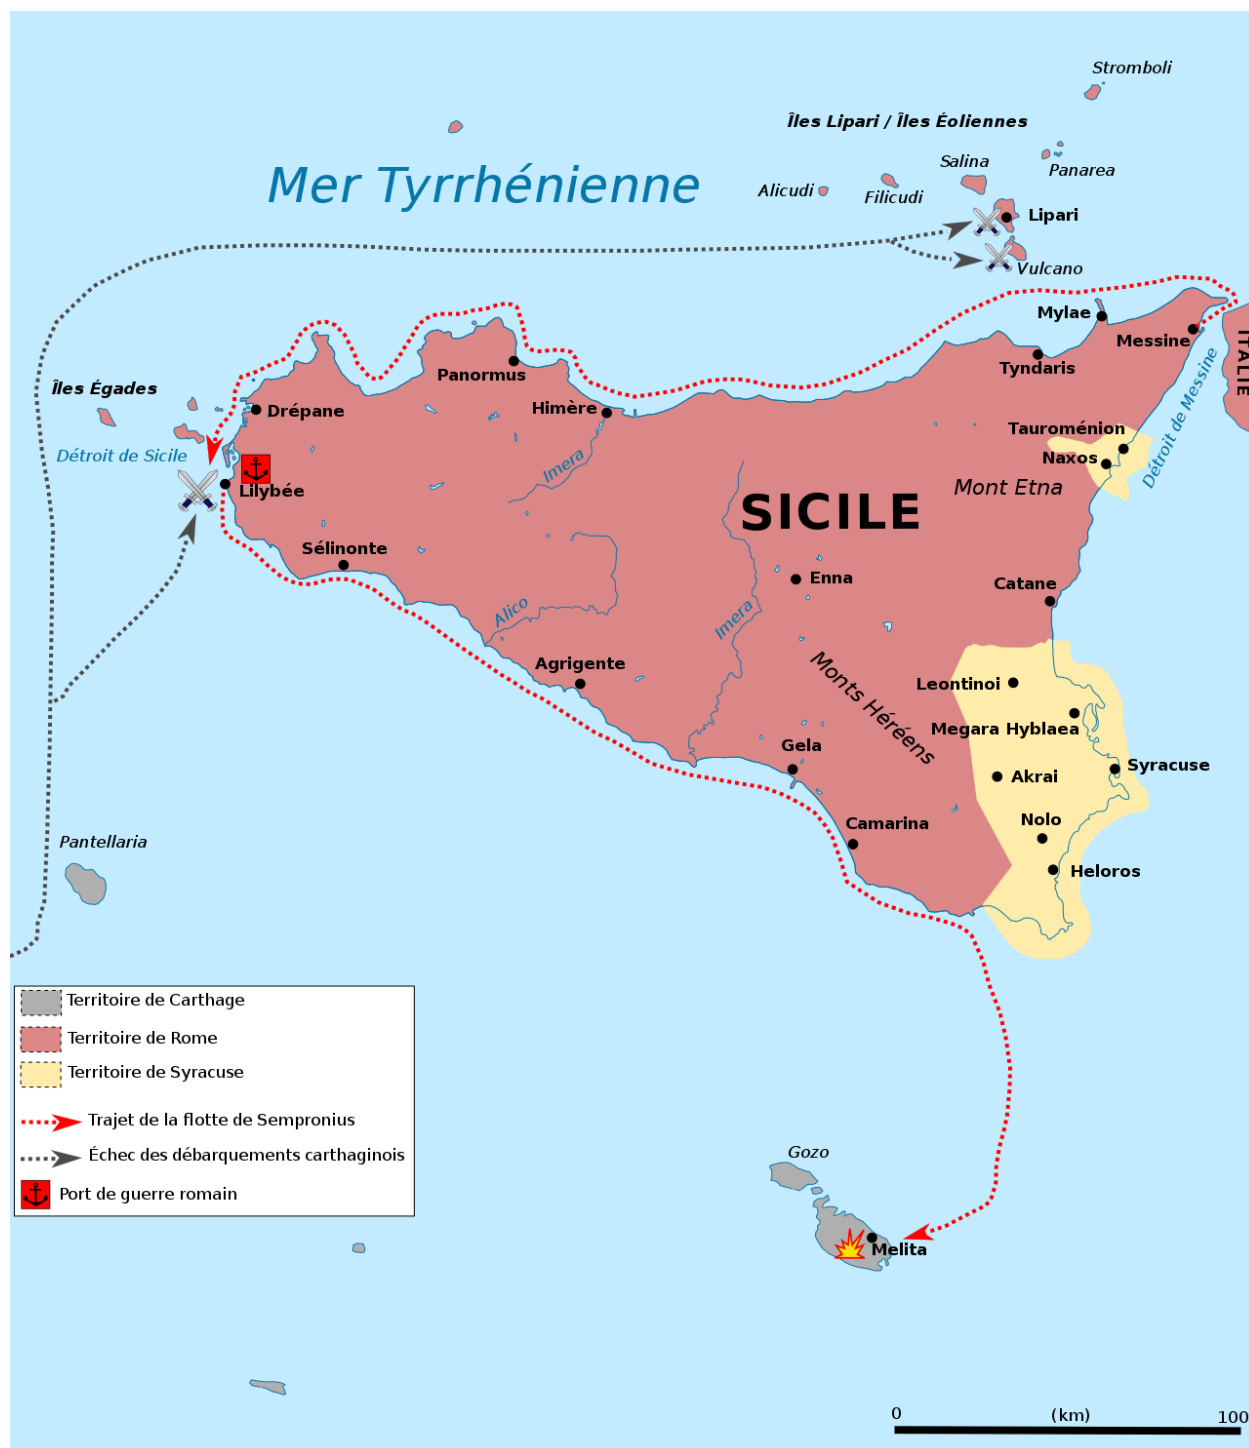 Stromboli
Îles Lipari / Îles Éoliennes
Salina
Panarea
Mer Tyrrhénienne
Alicudi
Filicudi
Lipari
Vulcano
Mylae
Messine
ITALIE
Tyndaris
Panormus
Îles Égades
Drépane
Himère
Détroit de Messine
Tauroménion
Détroit de Sicile
Naxos
Imera
Lilybée
Mont Etna
SICILE
Sélinonte
Enna
Catane
Alico
Imera
Agrigente
Monts Héréens
Leontinoi
Megara Hyblaea
Gela
Syracuse
Akrai
Camarina
Nolo
Pantellaria
Heloros
Territoire de Carthage
Territoire de Rome
Territoire de Syracuse
Trajet de la flotte de Sempronius
Échec des débarquements carthaginois
Port de guerre romain
Gozo
Melita
0 (km) 100